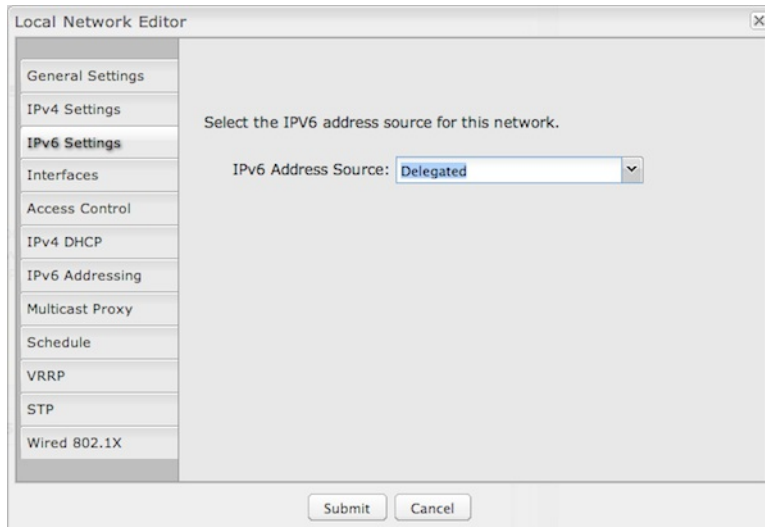 Local Network Editor
General Settings
IPv4 Settings
IPv6 Settings
Interfaces
Access Control
IPv4 DHCP
IPv6 Addressing
Multicast Proxy
Schedule
VRRP
STP
Wired 802.1X
Select the IPV6 address source for this network.
IPv6 Address Source: Delegated
Submit Cancel